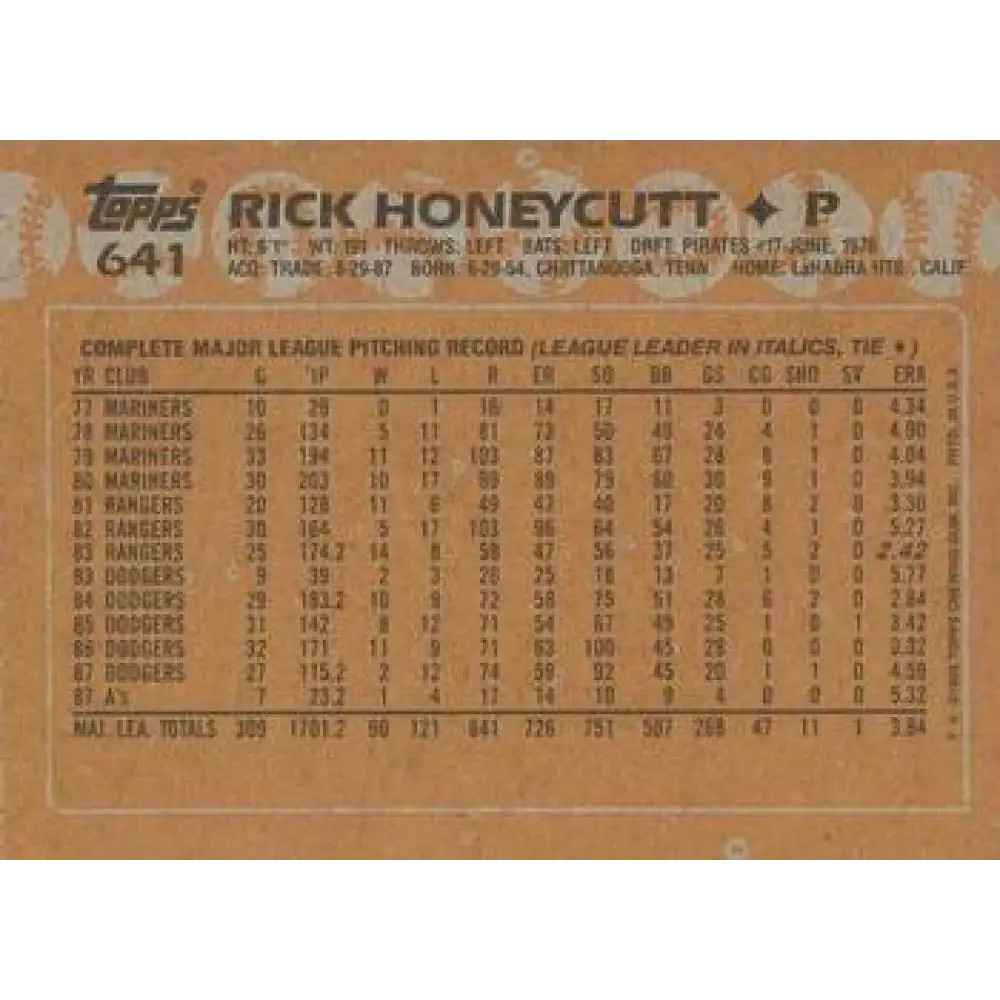 Topps®
641
RICK HONEYCUTT ✦ P
HT: 6'1" WT: 191 THROWS: LEFT BATS: LEFT DRAFT: PIRATES #17-JUNE, 1976
ACQ: TRADE, 8-29-87 BORN: 6-29-54, CHATTANOOGA, TENN. HOME: LaHABRA HTS., CALIF.
COMPLETE MAJOR LEAGUE PITCHING RECORD (LEAGUE LEADER IN ITALICS, TIE ♦)
YR CLUB G IP W L R ER SO BB GS CG SHO SV ERA
77 MARINERS 10 29 0 1 16 14 17 11 3 0 0 0 4.34
78 MARINERS 26 134 5 11 81 73 50 49 24 4 1 0 4.90
79 MARINERS 33 194 11 12 103 87 83 67 28 8 1 0 4.04
80 MARINERS 30 203 10 17 99 89 79 60 30 9 1 0 3.94
81 RANGERS 20 128 11 6 49 47 40 17 20 8 2 0 3.30
82 RANGERS 30 164 5 17 103 96 64 54 26 4 1 0 5.27
83 RANGERS 25 174.2 14 8 59 47 56 37 25 5 2 0 2.42
83 DODGERS 9 39 2 3 26 25 18 13 7 1 0 0 5.77
84 DODGERS 29 183.2 10 9 72 58 75 51 28 6 2 0 2.84
85 DODGERS 31 142 8 12 71 54 67 49 25 1 0 1 3.42
86 DODGERS 32 171 11 9 71 63 100 45 28 0 0 0 3.32
87 DODGERS 27 115.2 2 12 74 59 92 45 20 1 1 0 4.59
87 A's 7 23.2 1 4 17 14 10 9 4 0 0 0 5.32
MAJ. LEA. TOTALS 309 1701.2 90 121 841 726 751 507 268 47 11 1 3.84
TOPPS CHEWING GUM, INC. PRTD. IN U.S.A.